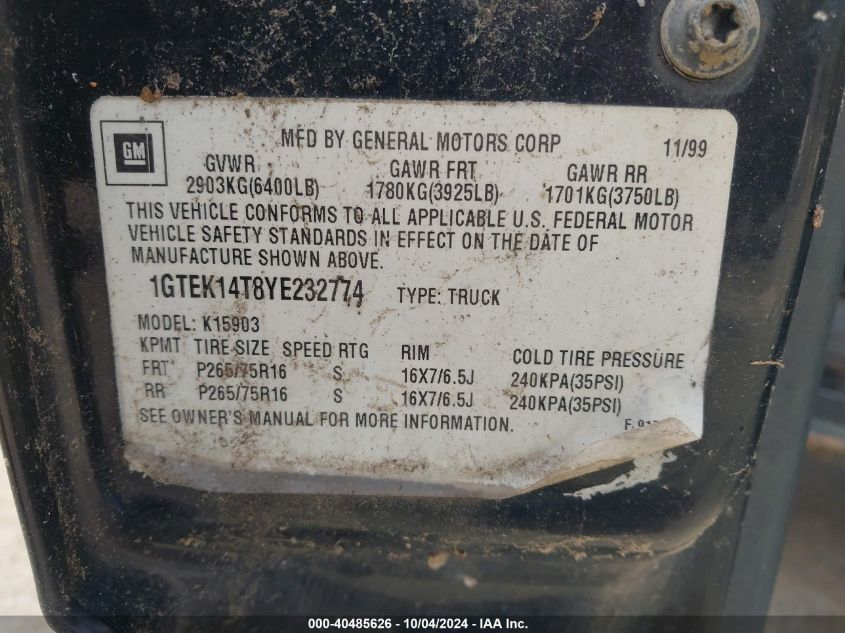 GM
MFD BY GENERAL MOTORS CORP 11/99
GVWR GAWR FRT GAWR RR
2903KG(6400LB) 1780KG(3925LB) 1701KG(3750LB)
THIS VEHICLE CONFORMS TO ALL APPLICABLE U.S. FEDERAL MOTOR
VEHICLE SAFETY STANDARDS IN EFFECT ON THE DATE OF
MANUFACTURE SHOWN ABOVE.
1GTEK14T8YE232774 TYPE: TRUCK
MODEL: K15903
KPMT TIRE SIZE SPEED RTG RIM COLD TIRE PRESSURE
FRT P265/75R16 S 16X7/6.5J 240KPA(35PSI)
RR P265/75R16 S 16X7/6.5J 240KPA(35PSI)
SEE OWNER'S MANUAL FOR MORE INFORMATION.
000-40485626 - 10/04/2024 - IAA Inc.